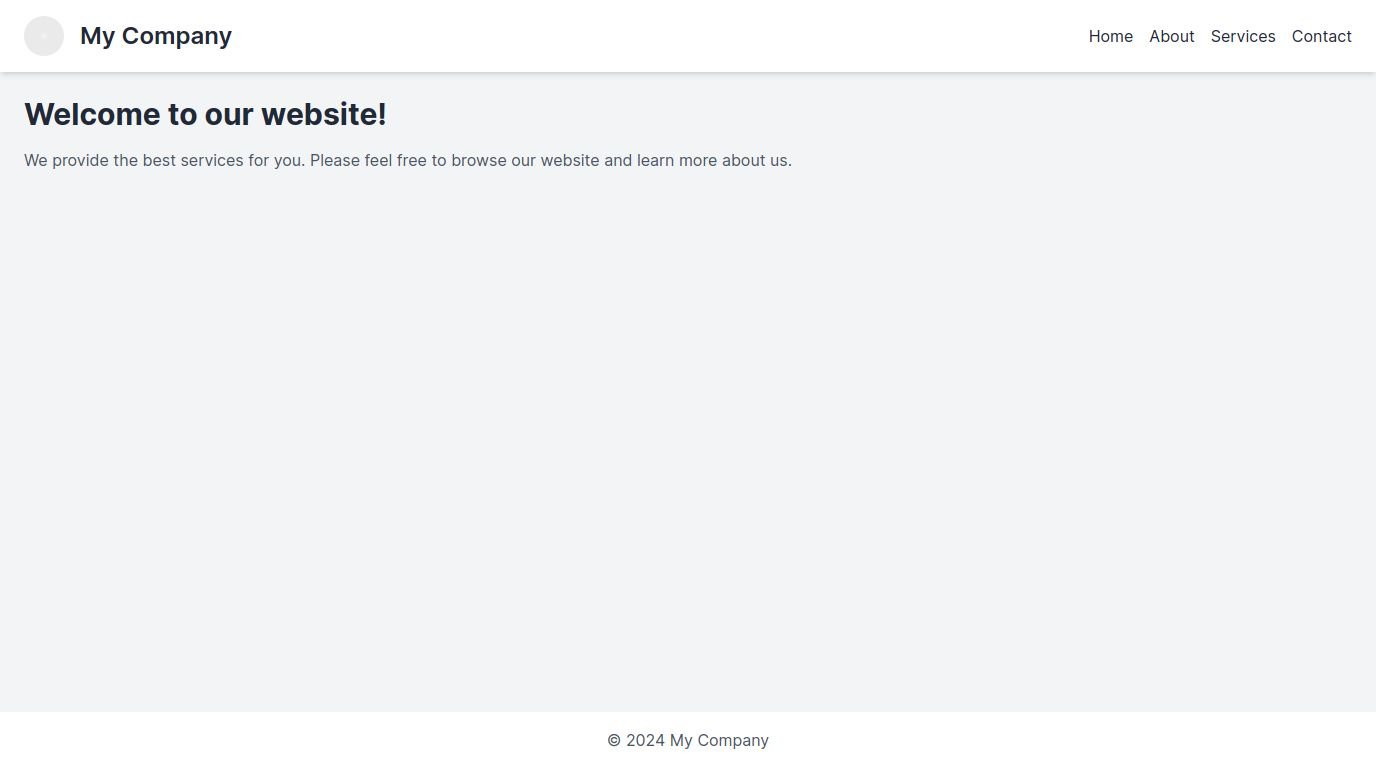 My Company
Home About Services Contact
Welcome to our website!
We provide the best services for you. Please feel free to browse our website and learn more about us.
© 2024 My Company